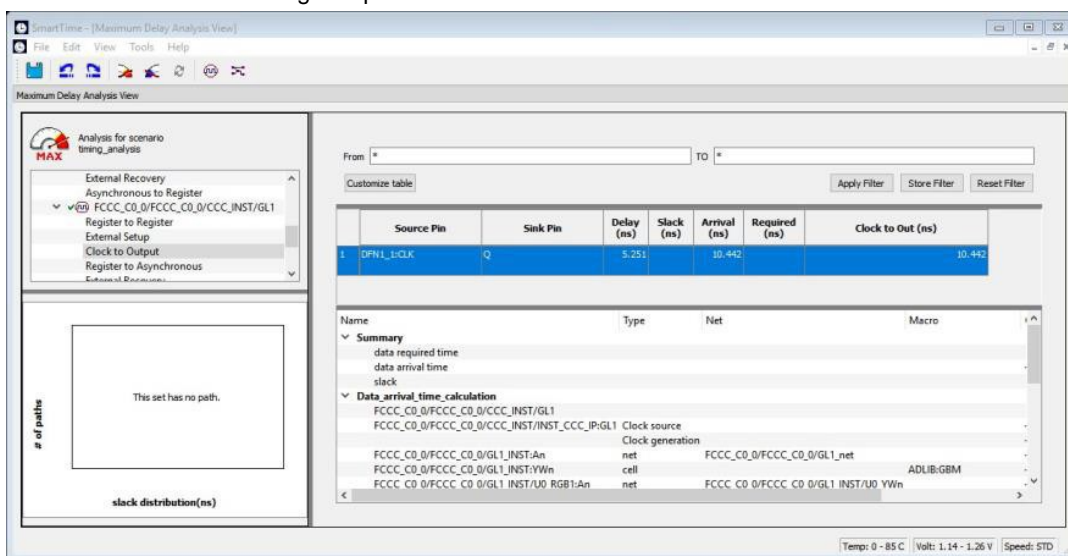 SmartTime - [Maximum Delay Analysis View]
File Edit View Tools Help
Maximum Delay Analysis View
Analysis for scenario
timing_analysis
MAX
External Recovery
Asynchronous to Register
FCCC_C0_0/FCCC_C0_0/CCC_INST/GL1
Register to Register
External Setup
Clock to Output
Register to Asynchronous
External Recovery
# of paths
This set has no path.
slack distribution(ns)
From * TO *
Customize table Apply Filter Store Filter Reset Filter
Source Pin Sink Pin Delay (ns) Slack (ns) Arrival (ns) Required (ns) Clock to Out (ns)
1 DFN1_1:CLK Q 5.251 10.442 10.442
Name Type Net Macro
Summary
data required time
data arrival time
slack
Data_arrival_time_calculation
FCCC_C0_0/FCCC_C0_0/CCC_INST/GL1
FCCC_C0_0/FCCC_C0_0/CCC_INST/INST_CCC_IP:GL1 Clock source
Clock generation
FCCC_C0_0/FCCC_C0_0/GL1_INST:An net FCCC_C0_0/FCCC_C0_0/GL1_net
FCCC_C0_0/FCCC_C0_0/GL1_INST:YWn cell ADLIB:GBM
FCCC_C0_0/FCCC_C0_0/GL1_INST/U0_RGB1:An net FCCC_C0_0/FCCC_C0_0/GL1_INST/U0_YWn
Temp: 0 - 85 C Volt: 1.14 - 1.26 V Speed: STD